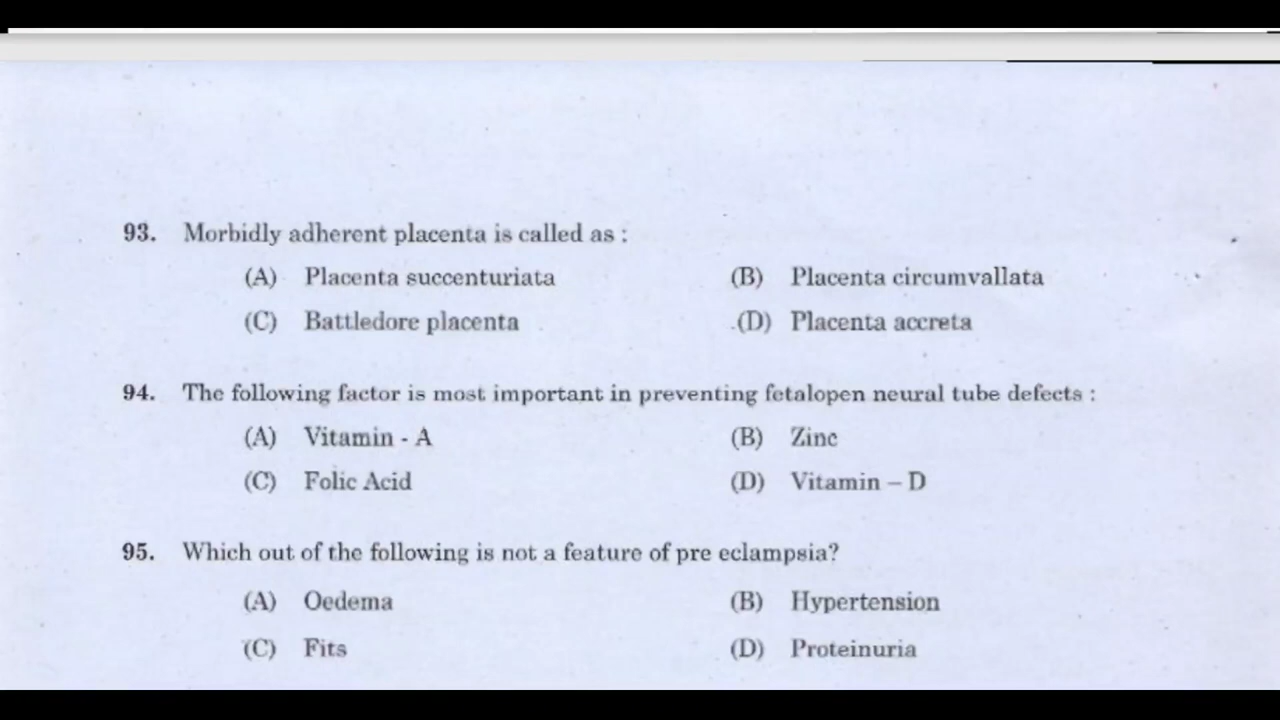 93. Morbidly adherent placenta is called as :
(A) Placenta succenturiata (B) Placenta circumvallata
(C) Battledore placenta (D) Placenta accreta
94. The following factor is most important in preventing fetalopen neural tube defects :
(A) Vitamin - A (B) Zinc
(C) Folic Acid (D) Vitamin – D
95. Which out of the following is not a feature of pre eclampsia?
(A) Oedema (B) Hypertension
(C) Fits (D) Proteinuria